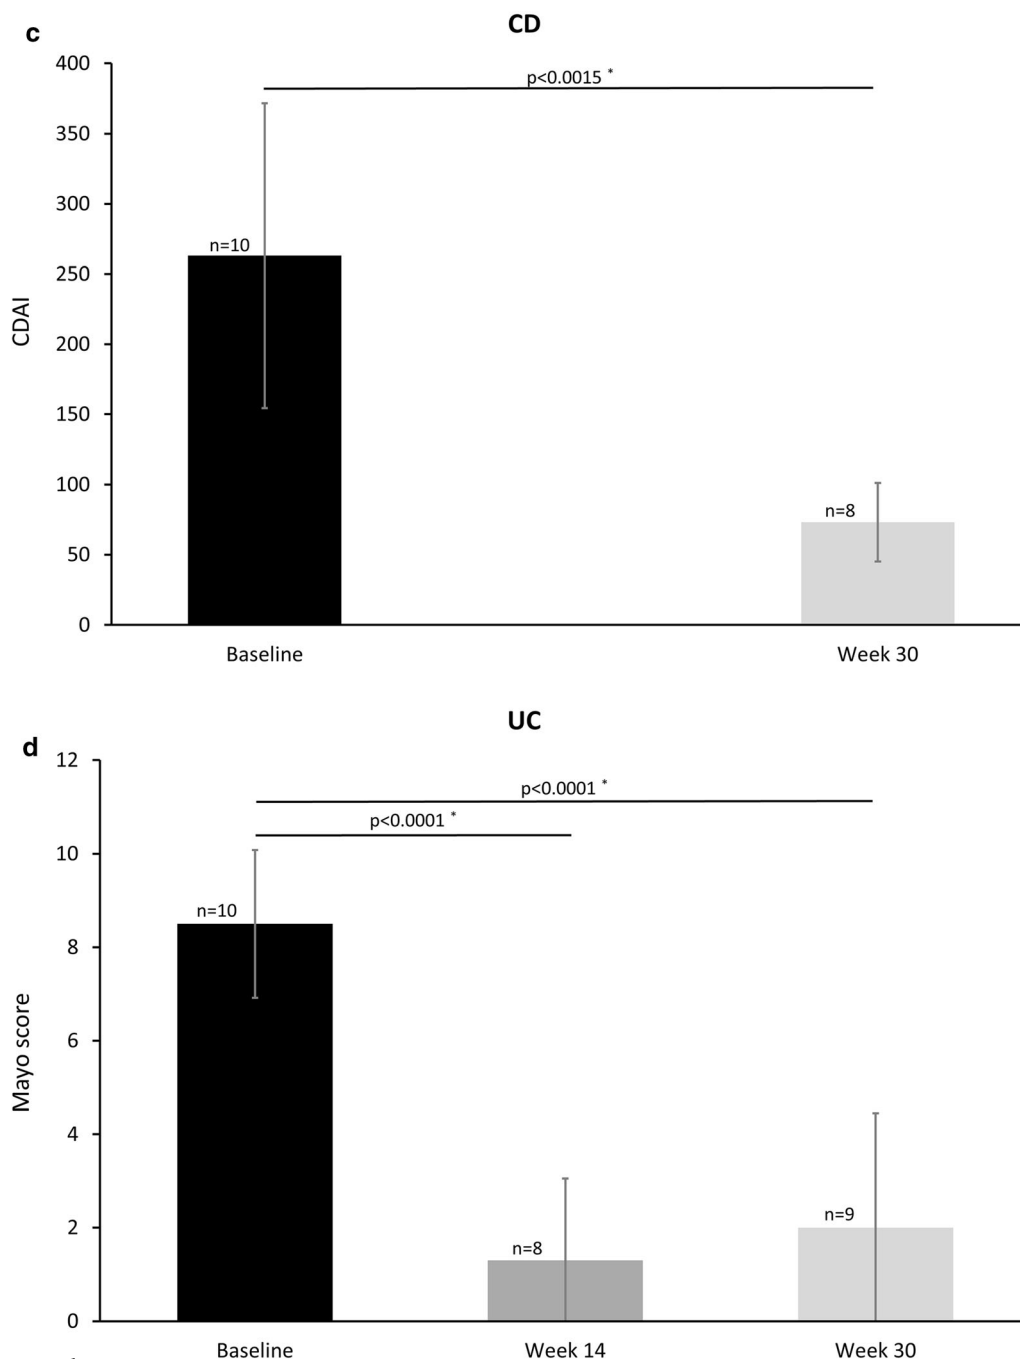 c
CD
400
p<0.0015 *
350
300
n=10
250
CDAI
200
150
100
n=8
50
0
Baseline
Week 30
UC
d
12
p<0.0001 *
p<0.0001 *
10
n=10
8
6
Mayo score
4
2
n=9
n=8
0
Baseline
Week 14
Week 30